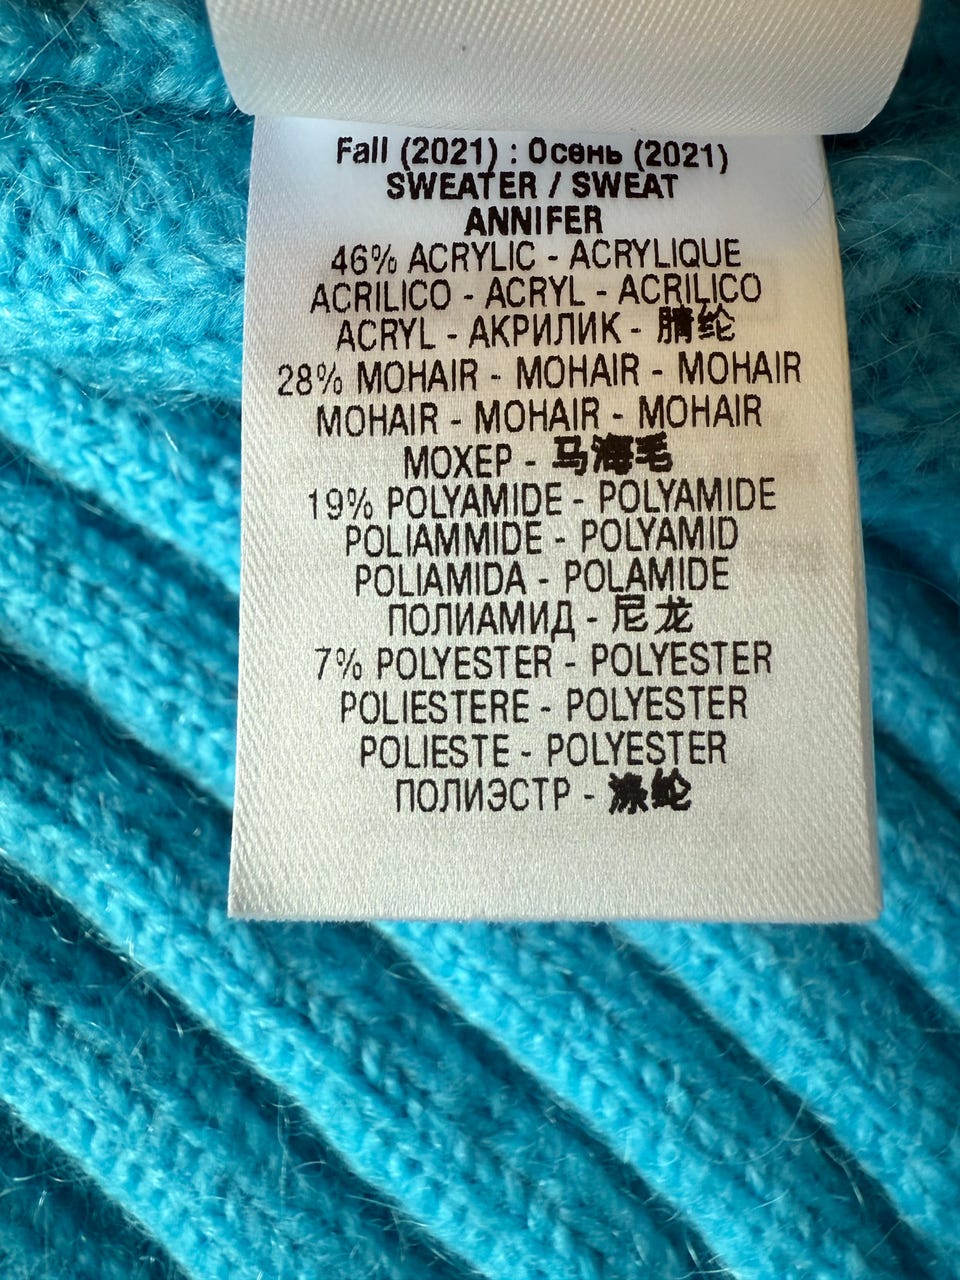 Fall (2021) : Осень (2021)
SWEATER / SWEAT
ANNIFER
46% ACRYLIC - ACRYLIQUE
ACRILICO - ACRYL - ACRILICO
ACRYL - АКРИЛИК - 腈纶
28% MOHAIR - MOHAIR - MOHAIR
MOHAIR - MOHAIR - MOHAIR
МОХЕР - 马海毛
19% POLYAMIDE - POLYAMIDE
POLIAMMIDE - POLYAMID
POLIAMIDA - POLAMIDE
ПОЛИАМИД - 尼龙
7% POLYESTER - POLYESTER
POLIESTERE - POLYESTER
POLIESTE - POLYESTER
ПОЛИЭСТР - 涤纶